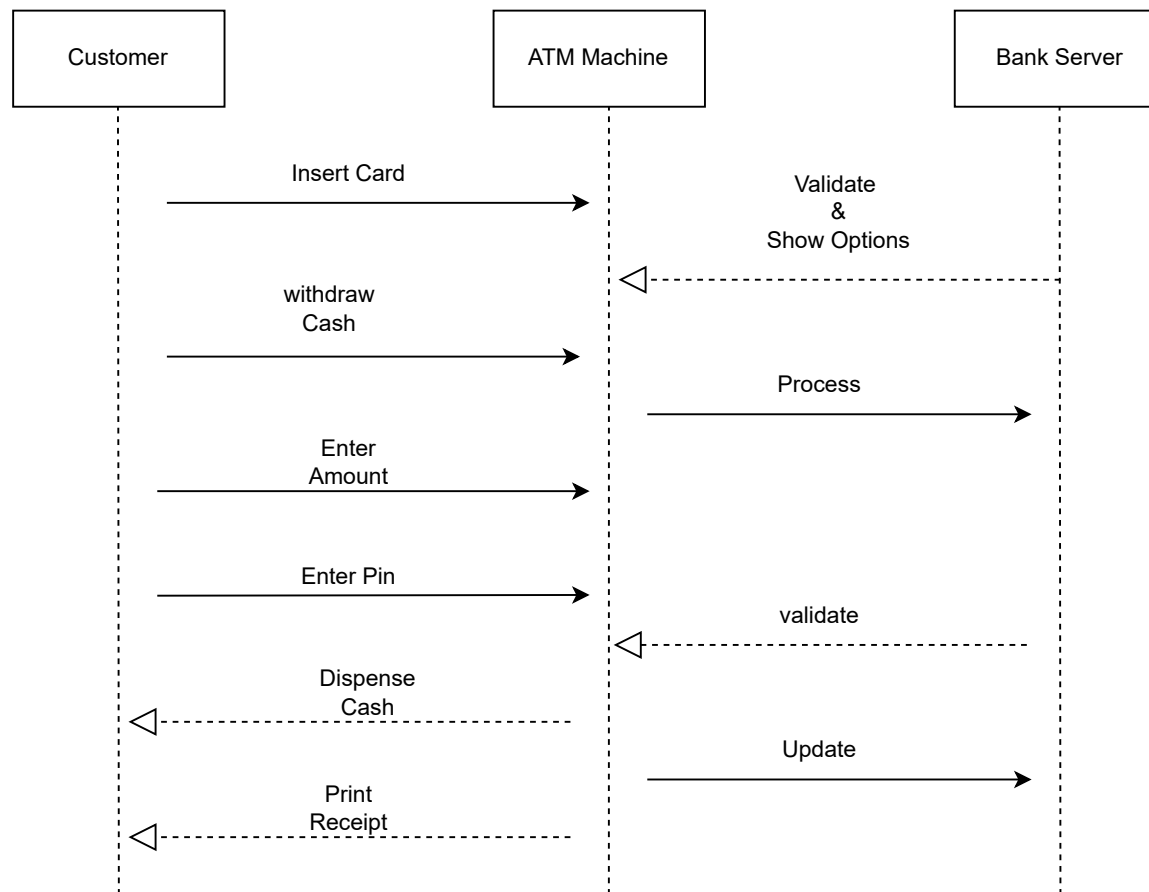 Customer
ATM Machine
Bank Server
Insert Card
Validate
&
Show Options
withdraw
Cash
Process
Enter
Amount
Enter Pin
validate
Dispense
Cash
Update
Print
Receipt